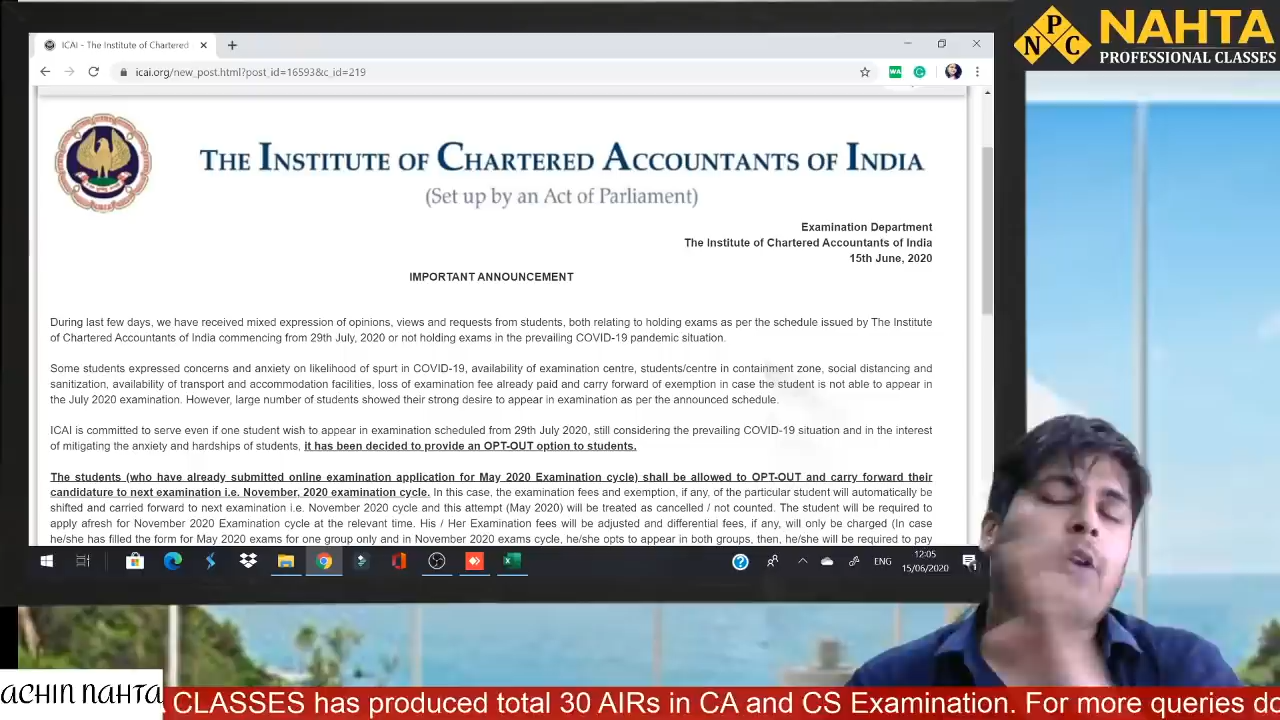 NPC
NAHTA
PROFESSIONAL CLASSES
ICAI - The Institute of Chartered
icai.org/new_post.html?post_id=16593&c_id=219
WA
THE INSTITUTE OF CHARTERED ACCOUNTANTS OF INDIA
(Set up by an Act of Parliament)
Examination Department
The Institute of Chartered Accountants of India
15th June, 2020
IMPORTANT ANNOUNCEMENT
During last few days, we have received mixed expression of opinions, views and requests from students, both relating to holding exams as per the schedule issued by The Institute
of Chartered Accountants of India commencing from 29th July, 2020 or not holding exams in the prevailing COVID-19 pandemic situation.
Some students expressed concerns and anxiety on likelihood of spurt in COVID-19, availability of examination centre, students/centre in containment zone, social distancing and
sanitization, availability of transport and accommodation facilities, loss of examination fee already paid and carry forward of exemption in case the student is not able to appear in
the July 2020 examination. However, large number of students showed their strong desire to appear in examination as per the announced schedule.
ICAI is committed to serve even if one student wish to appear in examination scheduled from 29th July 2020, still considering the prevailing COVID-19 situation and in the interest
of mitigating the anxiety and hardships of students, it has been decided to provide an OPT-OUT option to students.
The students (who have already submitted online examination application for May 2020 Examination cycle) shall be allowed to OPT-OUT and carry forward their
candidature to next examination i.e. November, 2020 examination cycle. In this case, the examination fees and exemption, if any, of the particular student will automatically be
shifted and carried forward to next examination i.e. November 2020 cycle and this attempt (May 2020) will be treated as cancelled / not counted. The student will be required to
apply afresh for November 2020 Examination cycle at the relevant time. His / Her Examination fees will be adjusted and differential fees, if any, will only be charged (In case
he/she has filled the form for May 2020 exams for one group only and in November 2020 exams cycle, he/she opts to appear in both groups, then, he/she will be required to pay
ENG
12:05
15/06/2020
ACHIN NAHTA
CLASSES has produced total 30 AIRs in CA and CS Examination. For more queries do